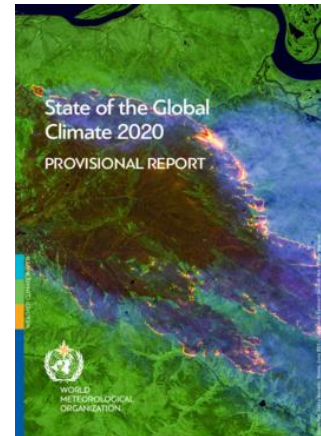 State of the Global
Climate 2020
PROVISIONAL REPORT
WORLD
METEOROLOGICAL
ORGANIZATION